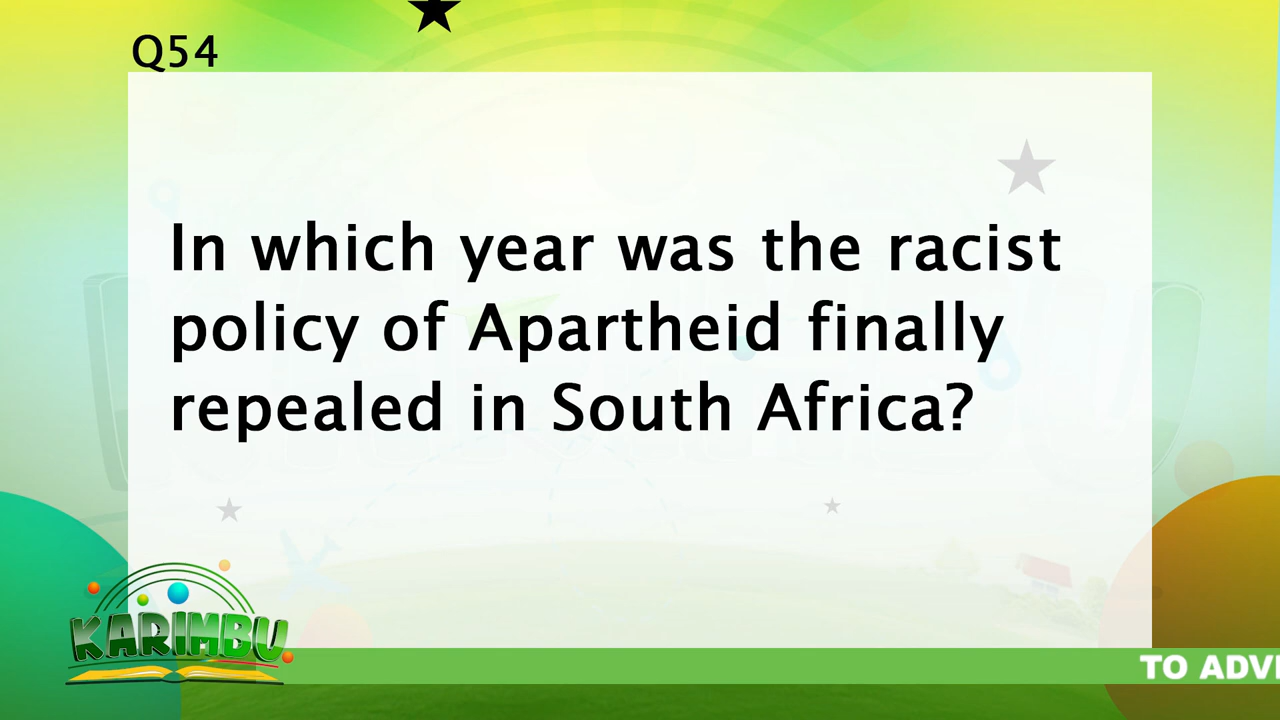 Q54
In which year was the racist
policy of Apartheid finally
repealed in South Africa?
KARIMBU
TO ADV